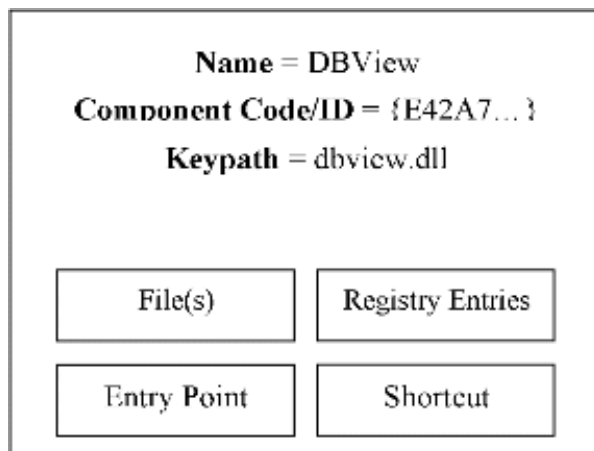 Name = DBView
Component Code/ID = {E42A7...}
Keypath = dbview.dll
File(s)
Registry Entries
Entry Point
Shortcut